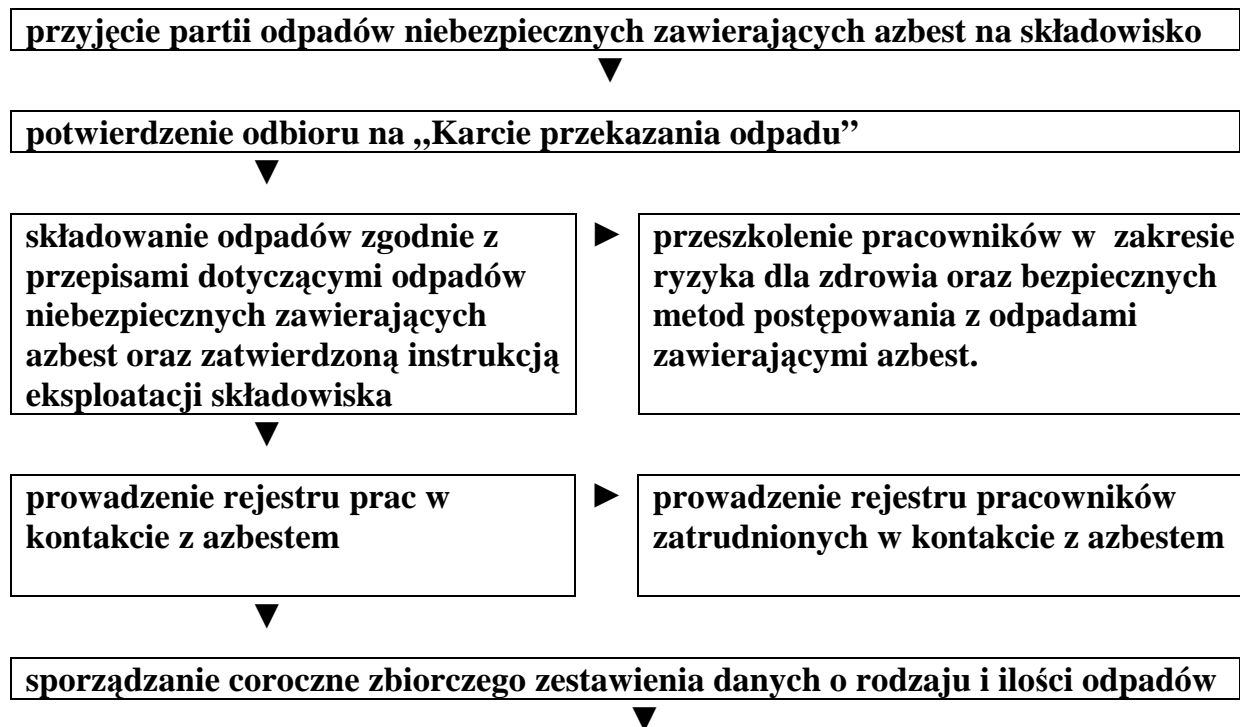 przyjęcie partii odpadów niebezpiecznych zawierających azbest na składowisko
▼
potwierdzenie odbioru na „Karcie przekazania odpadu”
▼
składowanie odpadów zgodnie z
przepisami dotyczącymi odpadów
niebezpiecznych zawierających
azbest oraz zatwierdzoną instrukcją
eksploatacji składowiska
►
przeszkolenie pracowników w zakresie
ryzyka dla zdrowia oraz bezpiecznych
metod postępowania z odpadami
zawierającymi azbest.
▼
prowadzenie rejestru prac w
kontakcie z azbestem
►
prowadzenie rejestru pracowników
zatrudnionych w kontakcie z azbestem
▼
sporządzanie coroczne zbiorczego zestawienia danych o rodzaju i ilości odpadów
▼